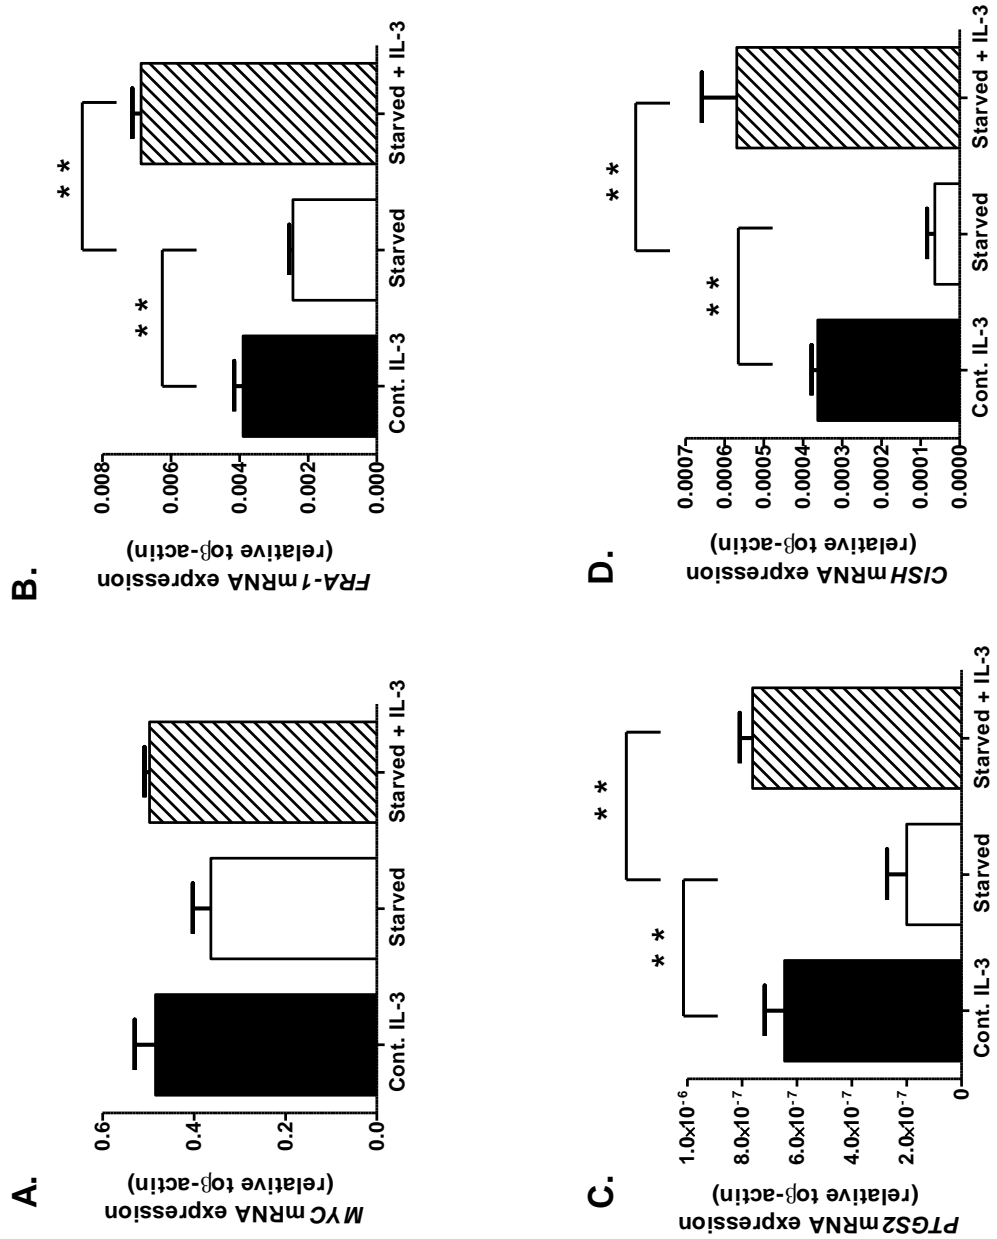 A.
MYC mRNA expression
(relative toβ-actin)
0.6
0.4
0.2
0.0
Cont. IL-3
Starved
Starved + IL-3
B.
FRA-1 mRNA expression
(relative toβ-actin)
0.008
0.006
0.004
0.002
0.000
* *
* *
Cont. IL-3
Starved
Starved + IL-3
C.
PTGS2 mRNA expression
(relative toβ-actin)
1.0x10⁻⁶
8.0x10⁻⁷
6.0x10⁻⁷
4.0x10⁻⁷
2.0x10⁻⁷
0
* *
* *
Cont. IL-3
Starved
Starved + IL-3
D.
CISH mRNA expression
(relative toβ-actin)
0.0007
0.0006
0.0005
0.0004
0.0003
0.0002
0.0001
0.0000
* *
* *
Cont. IL-3
Starved
Starved + IL-3